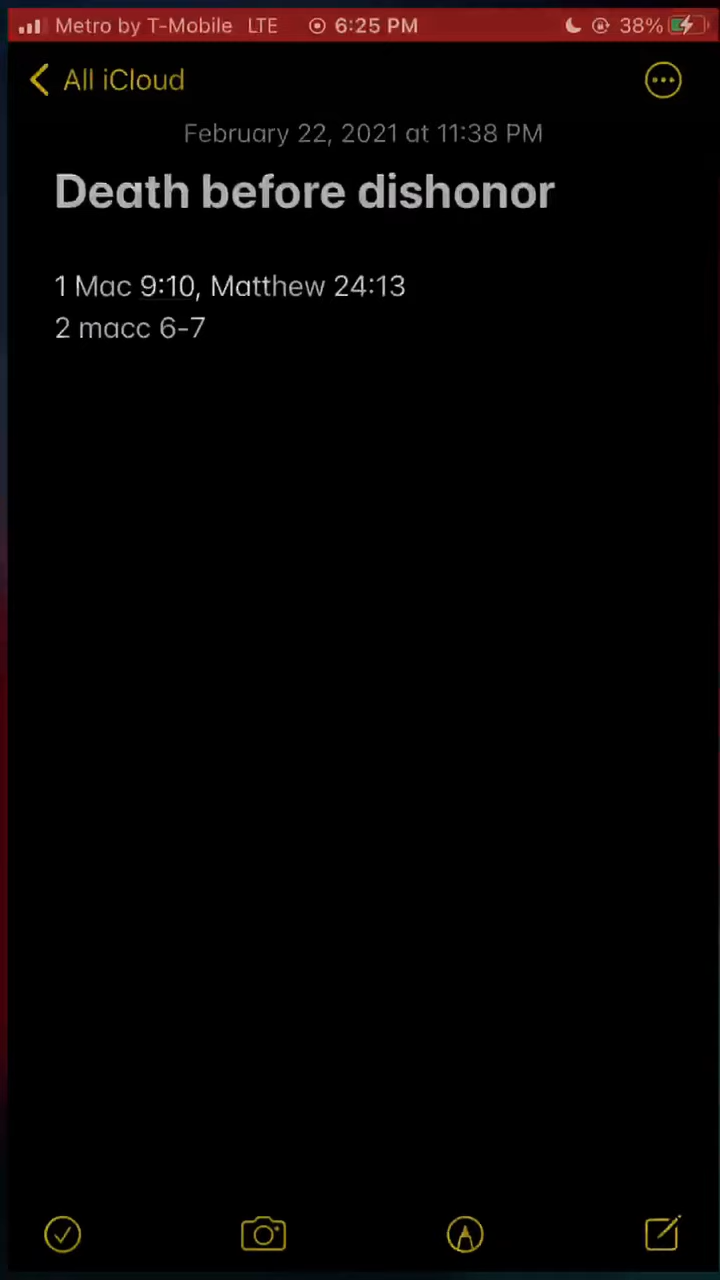 Metro by T-Mobile LTE 6:25 PM 38%
All iCloud
February 22, 2021 at 11:38 PM
Death before dishonor
1 Mac 9:10, Matthew 24:13
2 macc 6-7